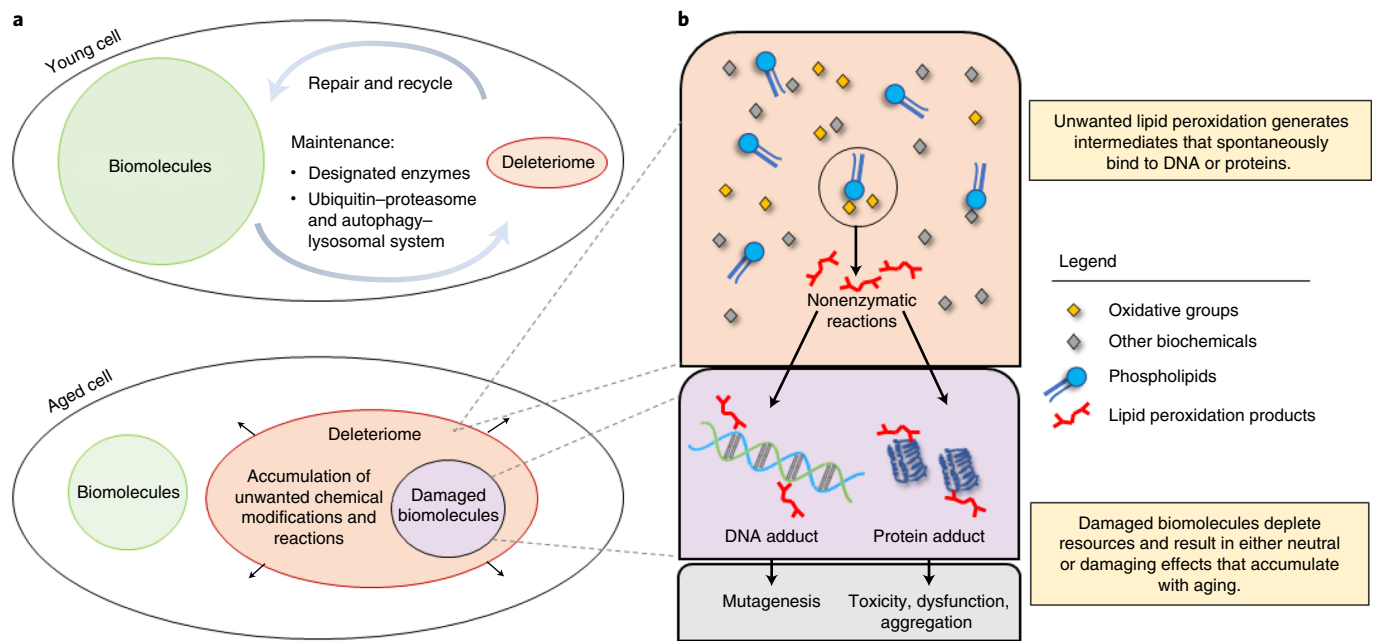 a
Young cell
Biomolecules
Repair and recycle
Maintenance:
• Designated enzymes
• Ubiquitin–proteasome
and autophagy–
lysosomal system
Deleteriome
Aged cell
Biomolecules
Deleteriome
Accumulation of
unwanted chemical
modifications and
reactions
Damaged
biomolecules
b
Nonenzymatic
reactions
DNA adduct
Protein adduct
Mutagenesis
Toxicity, dysfunction,
aggregation
Unwanted lipid peroxidation generates
intermediates that spontaneously
bind to DNA or proteins.
Legend
Oxidative groups
Other biochemicals
Phospholipids
Lipid peroxidation products
Damaged biomolecules deplete
resources and result in either neutral
or damaging effects that accumulate
with aging.